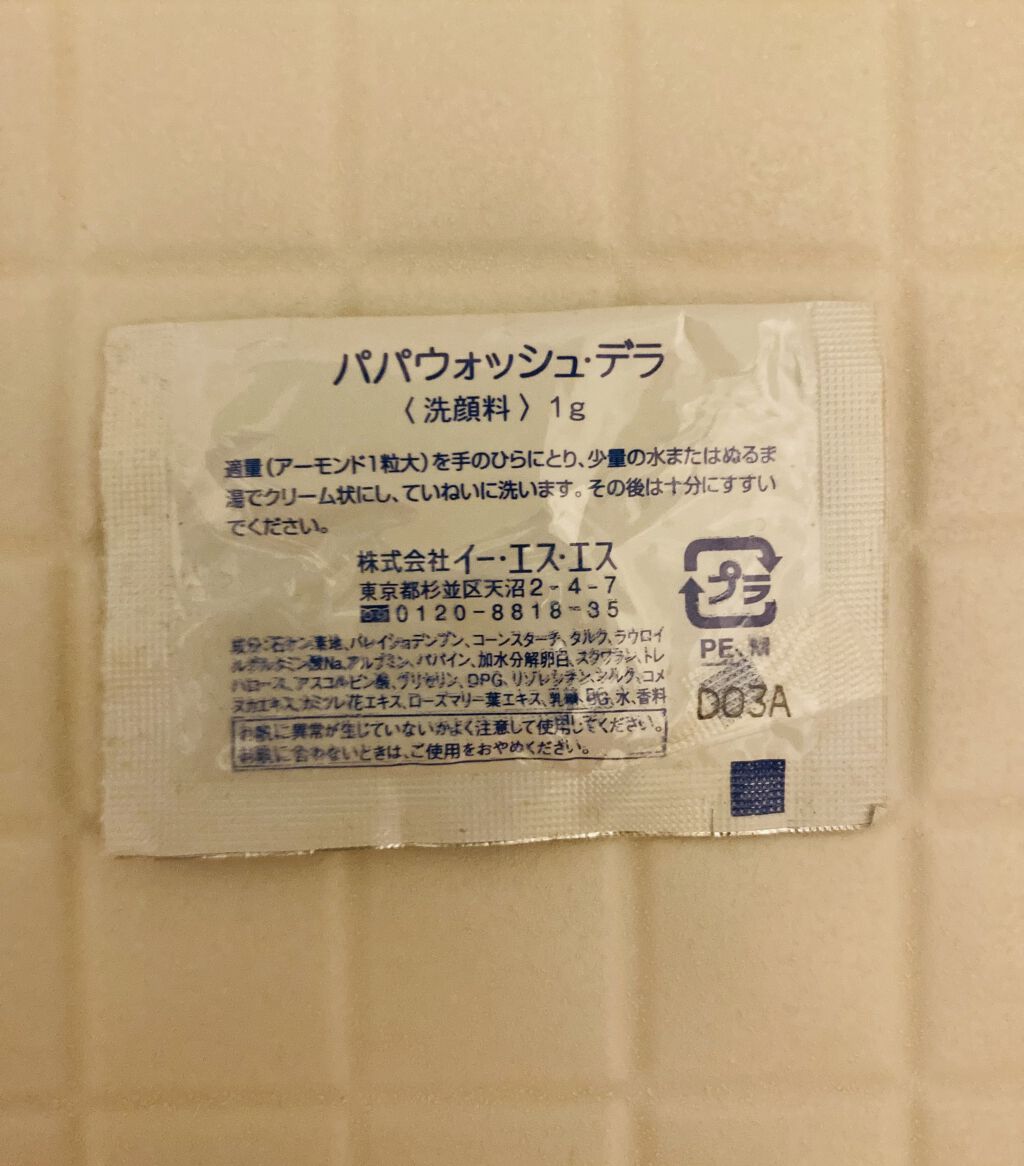 パパウォッシュ・デラ
〈洗顔料〉1g
適量(アーモンド1粒大)を手のひらにとり、少量の水またはぬるま
湯でクリーム状にし、ていねいに洗います。その後は十分にすすい
でください。
株式会社イー・エス・エス
東京都杉並区天沼2-4-7
0120-8818-35
成分:石ケン素地、バレイショデンプン、コーンスターチ、タルク、ラウロイ
ルグルタミン酸Na、アルブミン、パパイン、加水分解卵白、スクワラン、トレ
ハロース、アスコルビン酸、グリセリン、DPG、リゾレシチン、シルク、コメ
ヌカエキス、カミツレ花エキス、ローズマリー葉エキス、乳糖、BG、水、香料
お肌に異常が生じていないかよく注意して使用してください。
お肌に合わないときは、ご使用をおやめください。
プラ
PE、
D03A